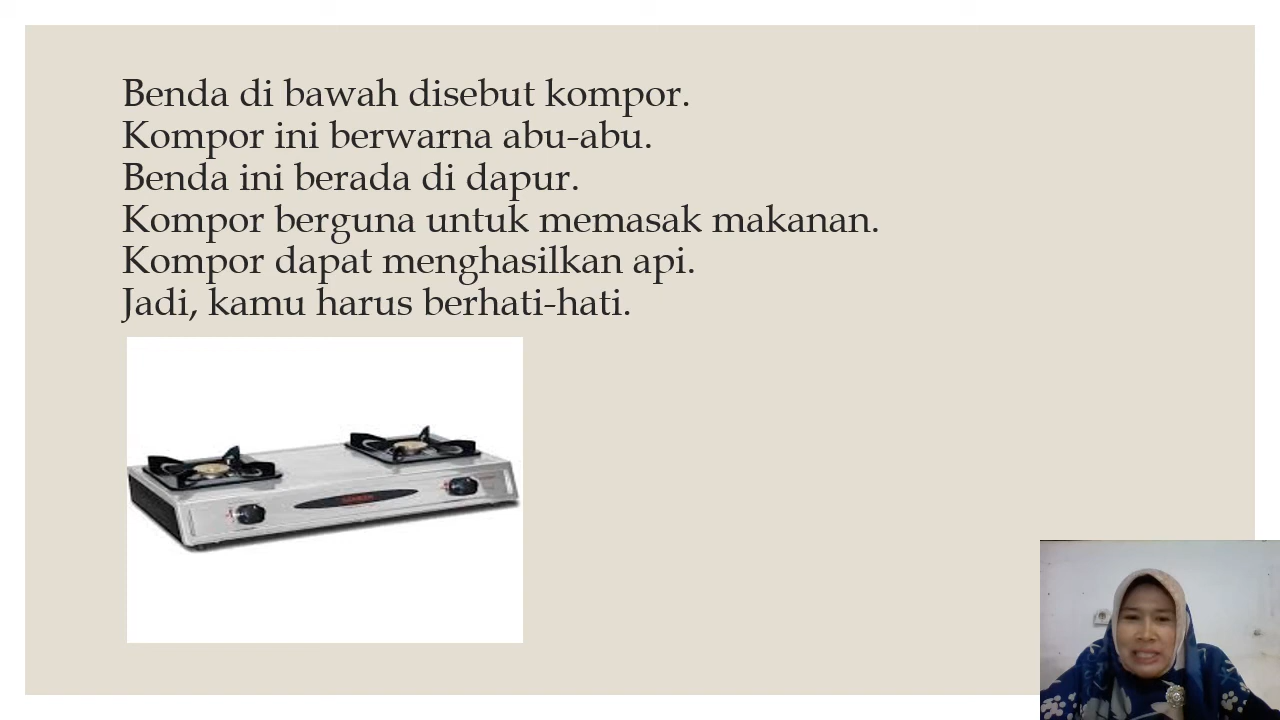 Benda di bawah disebut kompor.
Kompor ini berwarna abu-abu.
Benda ini berada di dapur.
Kompor berguna untuk memasak makanan.
Kompor dapat menghasilkan api.
Jadi, kamu harus berhati-hati.